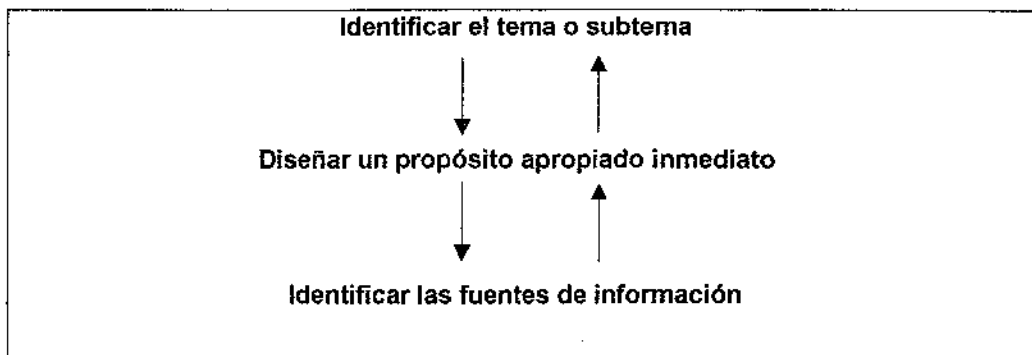 Identificar el tema o subtema
Diseñar un propósito apropiado inmediato
Identificar las fuentes de información